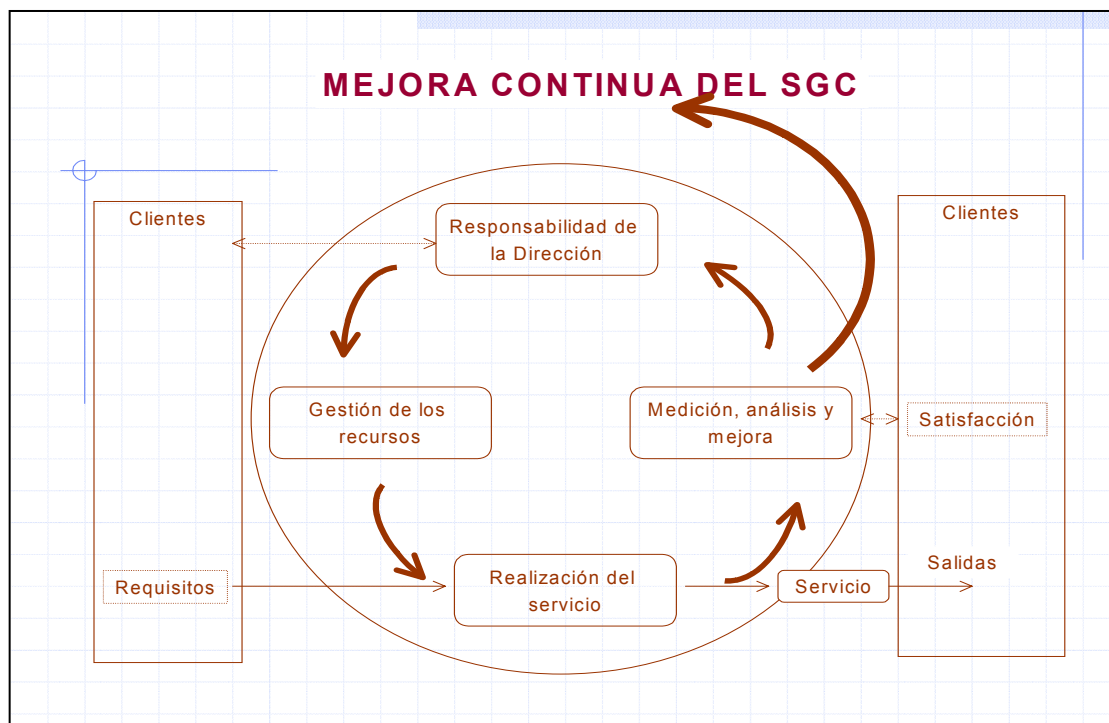 MEJORA CONTINUA DEL SGC
Clientes
Clientes
Responsabilidad de
la Dirección
Gestión de los
recursos
Medición, análisis y
mejora
Satisfacción
Requisitos
Realización del
servicio
Servicio
Salidas